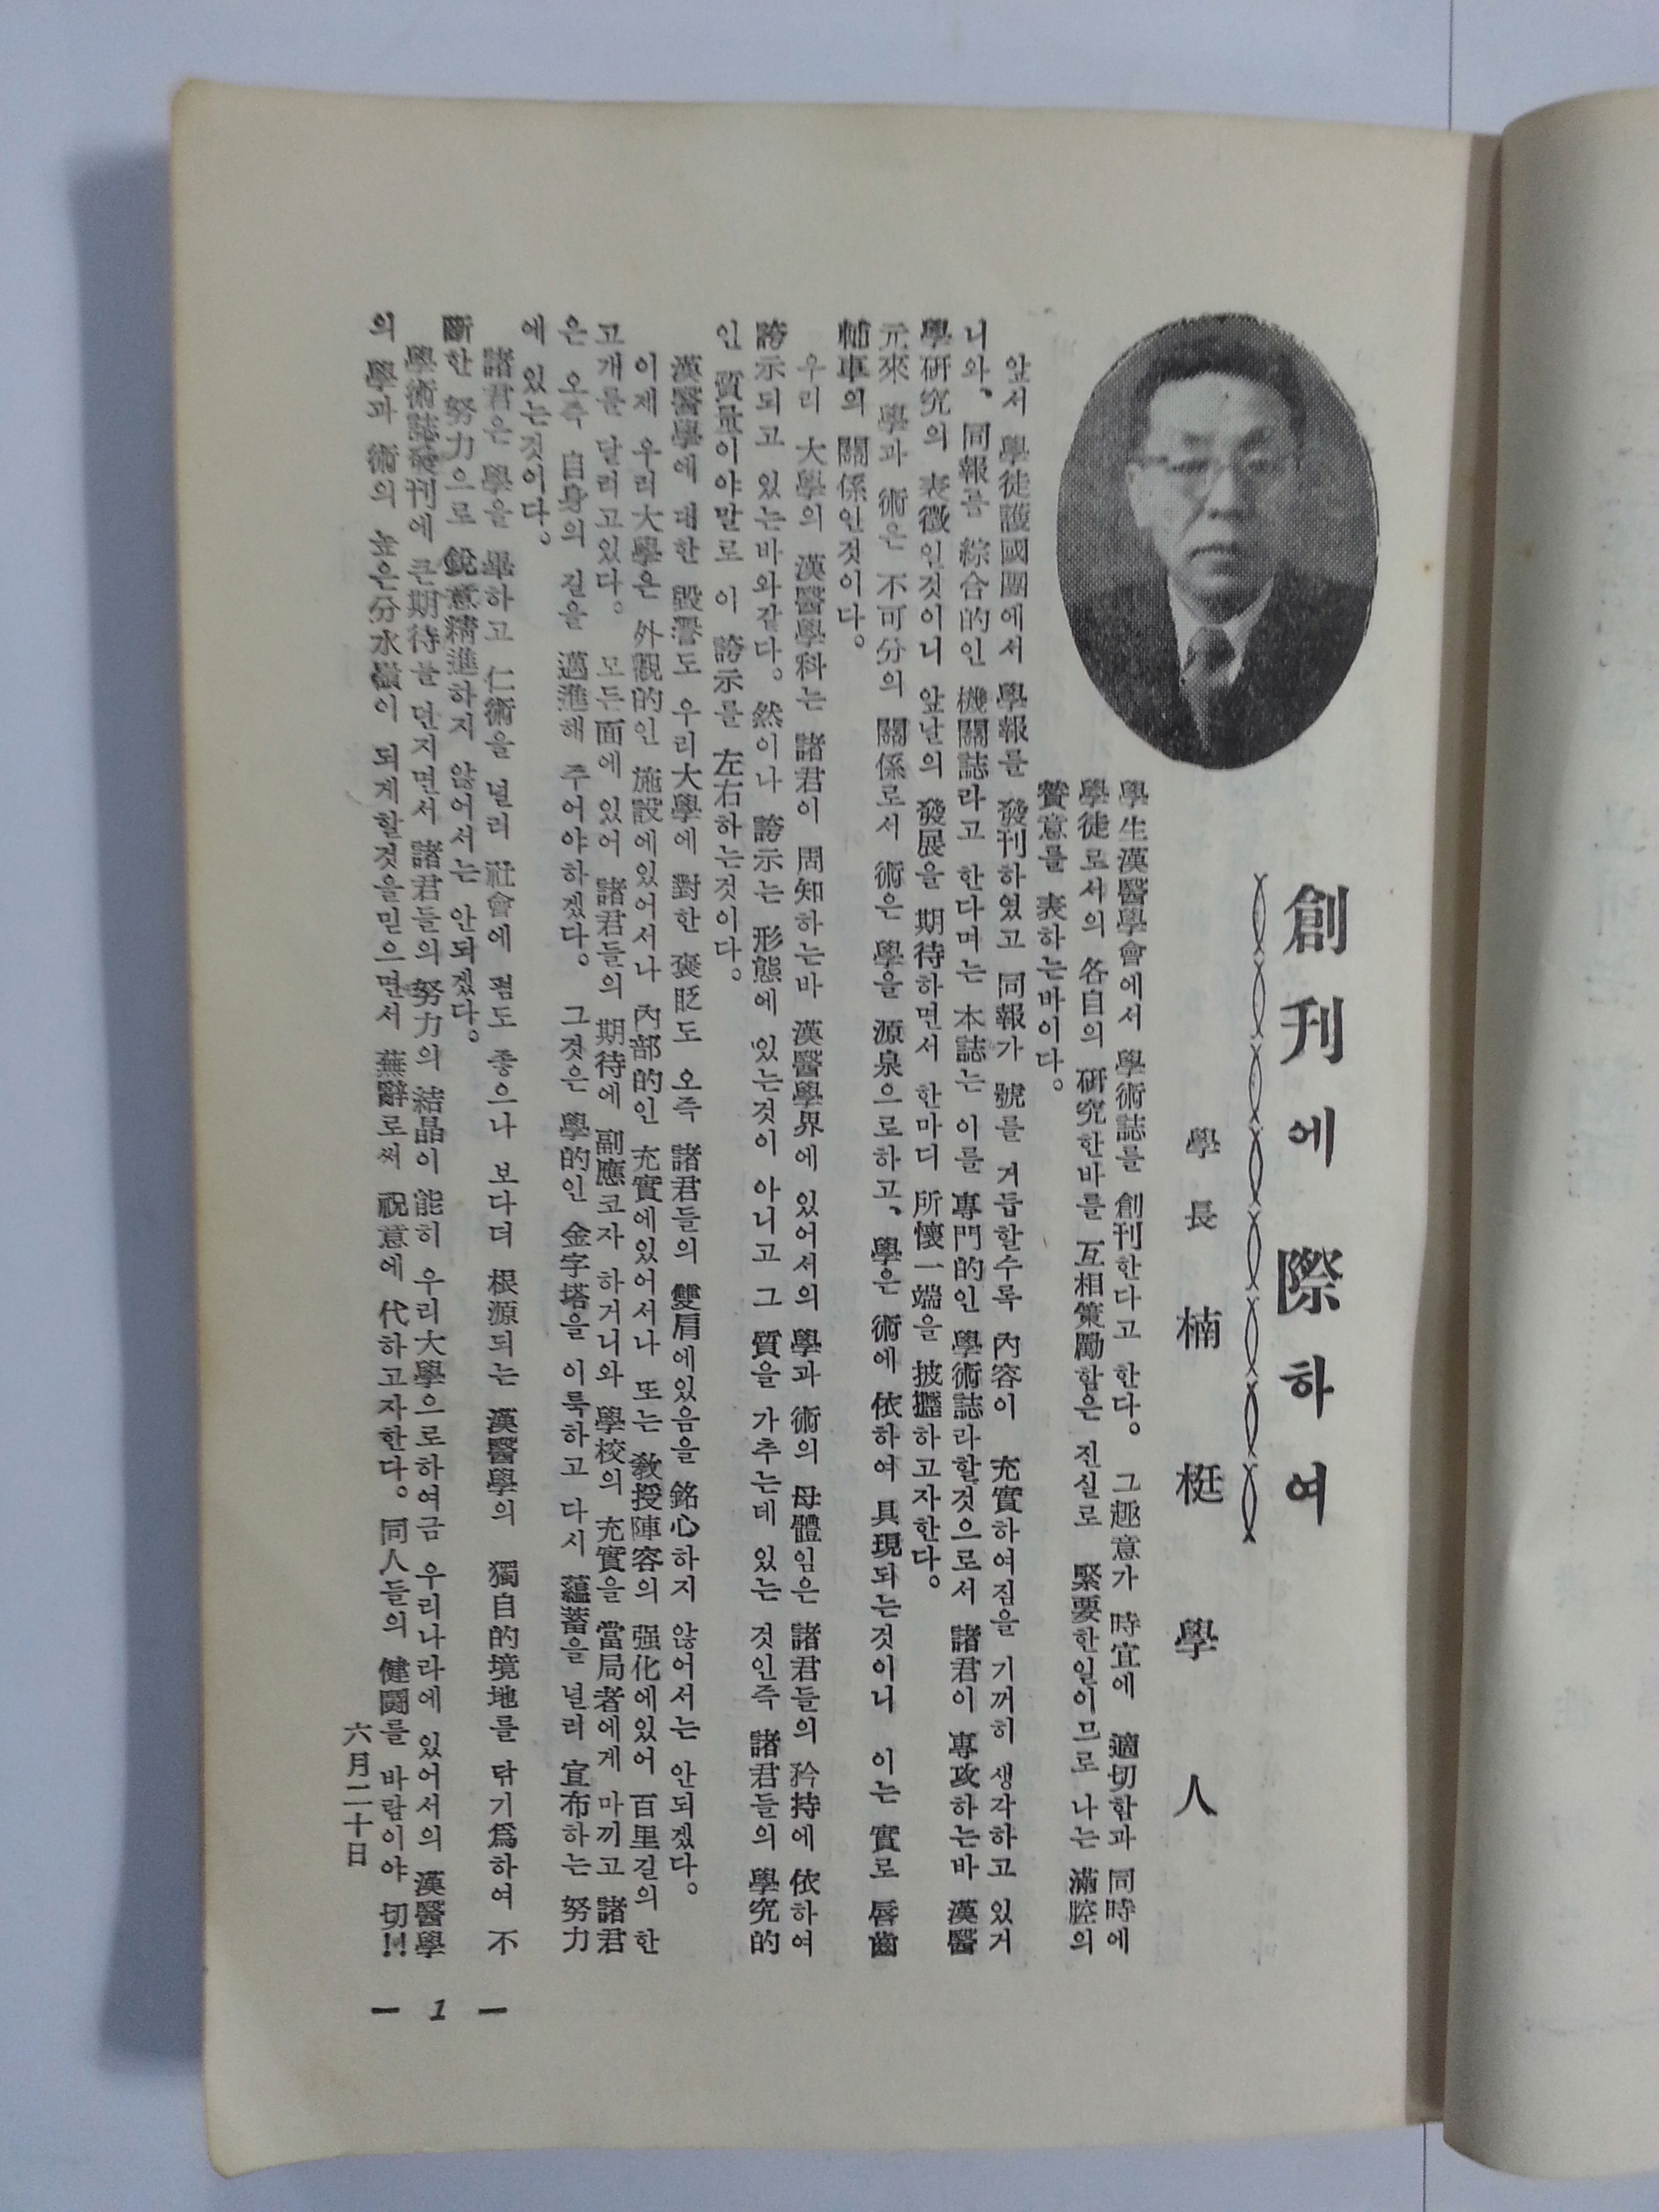 創刊에 際하여
學長 楠 梃 學 人
學生漢醫學會에서 學術誌를 創刊한다고 한다。 그趣意가 時宜에 適切함과 同時에
學徒로서의 各自의 硏究한바를 互相策勵함은 진실로 緊要한일이므로 나는 滿腔의
贊意를 表하는바이다。
앞서 學徒護國團에서 學報를 發刊하였고 同報가 號를 거듭할수록 內容이 充實하여짐을 기꺼히 생각하고 있거
니와、 同報를 綜合的인 機關誌라고 한다며는 本誌는 이를 專門的인 學術誌라할것으로서 諸君이 專攻하는바 漢醫
學硏究의 表徵일것이니 앞날의 發展을 期待하면서 한마디 所懷一端을 披攊하고자한다。
元來 學과 術은 不可分의 關係로서 術은 學을 源泉으로하고、 學은 術에 依하여 具現되는것이니 이는 實로 唇齒
輔車의 關係인것이다。
우리 大學의 漢醫學科는 諸君이 周知하는바 漢醫學界에 있어서의 學과 術의 母體임은 諸君들의 矜持에 依하여
誇示되고 있는바와같다。 然이나 誇示는 形態에 있는것이 아니고 그 質을 가추는데 있는 것인즉 諸君들의 學究的
인 質量이야말로 이 誇示를 左右하는것이다。
漢醫學에 대한 毀譽도 우리大學에 對한 褒貶도 오즉 諸君들의 雙肩에있음을 銘心하지 않어서는 안되겠다。
이제 우리大學은 外觀的인 施設에있어서나 內部的인 充實에있어서나 또는 敎授陣容의 强化에있어 百里길의 한
고개를 달리고있다。 모든面에 있어 諸君들의 期待에 副應코자 하거니와 學校의 充實을 當局者에게 마끼고 諸君
은 오즉 自身의 길을 邁進해 주어야하겠다。 그것은 學的인 金字塔을 이룩하고 다시 蘊蓄을 널리 宣布하는 努力
에 있는것이다。
諸君은 學을 畢하고 仁術을 널리 社會에 폄도 좋으나 보다더 根源되는 漢醫學의 獨自的境地를 닦기爲하여 不
斷한 努力으로 銳意精進하지 않어서는 안되겠다。
學術誌發刊에 큰期待를 던지면서 諸君들의 努力의 結晶이 能히 우리大學으로하여금 우리나라에 있어서의 漢醫學
의 學과 術의 높은分水嶺이 되게할것을믿으면서 蕪辭로써 祝意에 代하고자한다。同人들의 健鬪를 바람이야 切!!
六月二十日
— 1 —